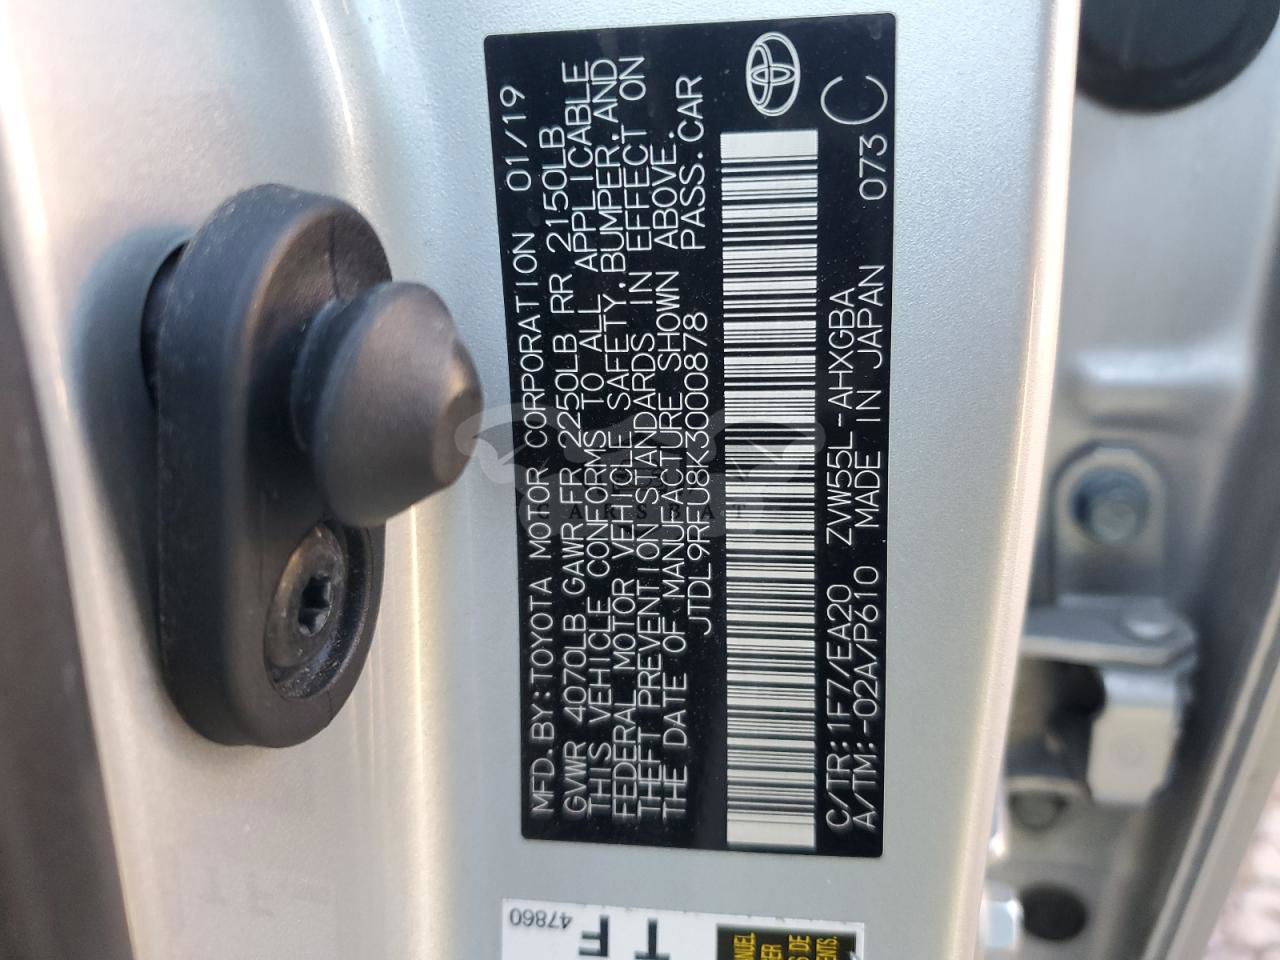 MFD. BY: TOYOTA MOTOR CORPORATION 01/19
GVWR 4070LB GAWR-FR 2250LB RR 2150LB
THIS VEHICLE CONFORMS TO ALL APPLICABLE
FEDERAL MOTOR VEHICLE SAFETY, BUMPER, AND
THEFT PREVENTION STANDARDS IN EFFECT ON
THE DATE OF MANUFACTURE SHOWN ABOVE.
JTDL9RFU8K3000878 PASS. CAR
C/TR: 1F7/EA20 ZVW55L-AHXGBA 073
A/TM: -02A/P610 MADE IN JAPAN C
47860